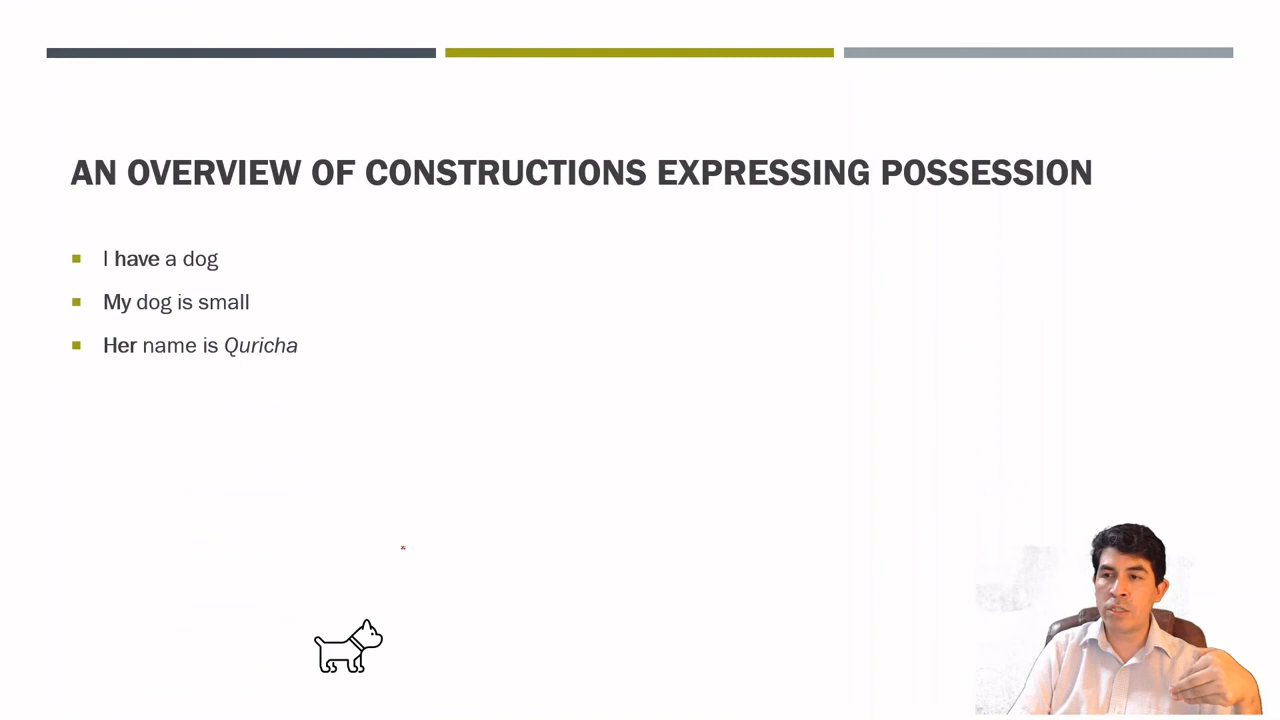 AN OVERVIEW OF CONSTRUCTIONS EXPRESSING POSSESSION
I have a dog
My dog is small
Her name is Quricha